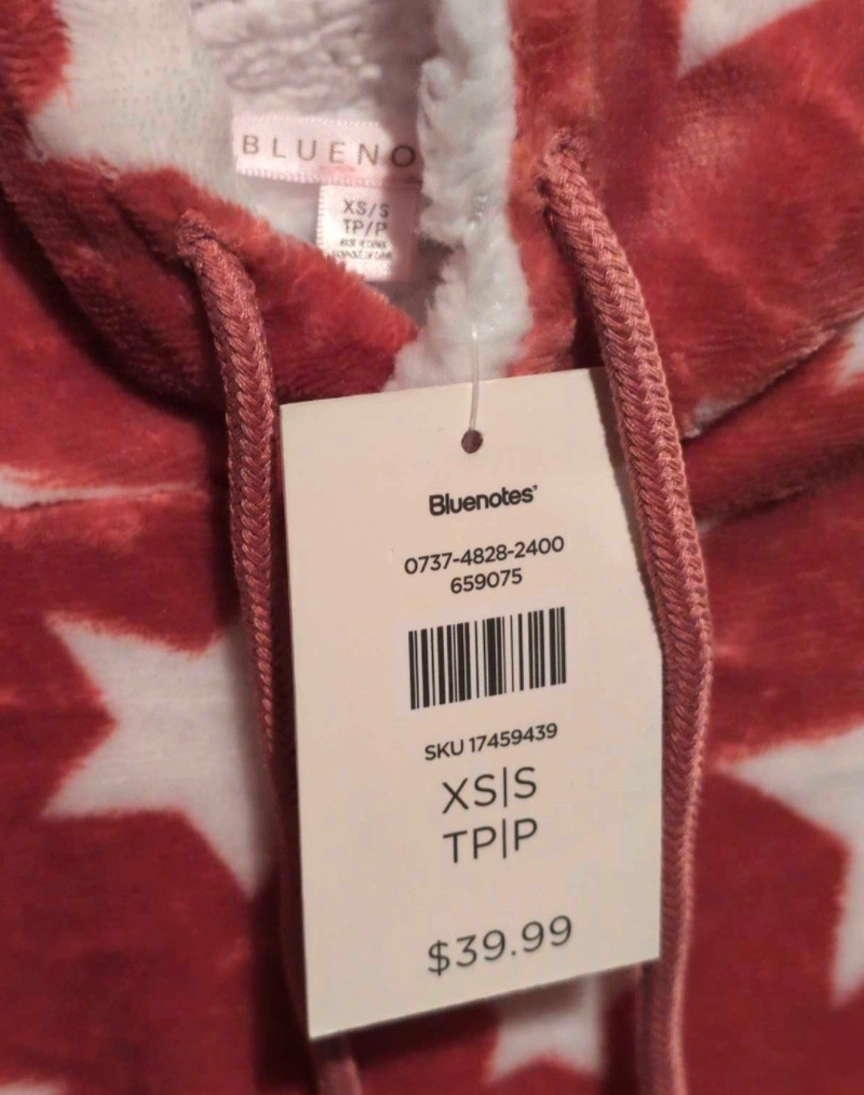 BLUENO
XS/S
TP/P
Bluenotes'
0737-4828-2400
659075
SKU 17459439
XS|S
TP|P
$39.99